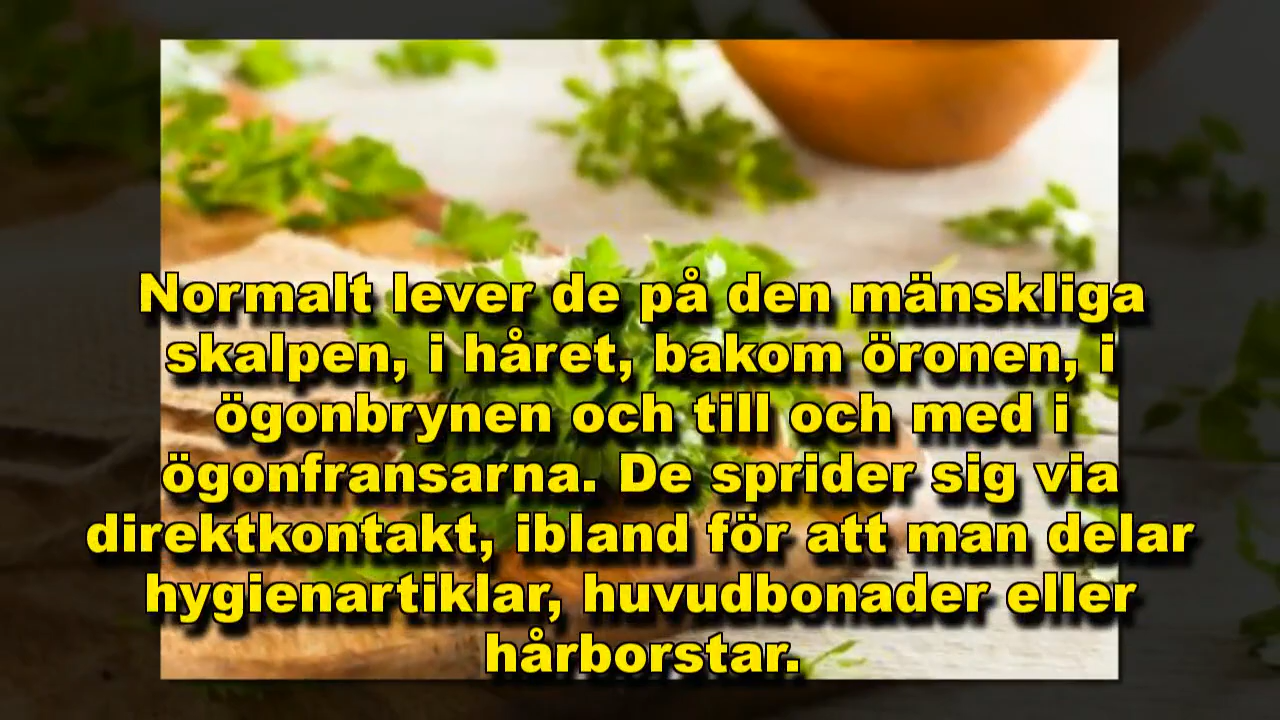 Normalt lever de på den mänskliga
skalpen, i håret, bakom öronen, i
ögonbrynen och till och med i
ögonfransarna. De sprider sig via
direktkontakt, ibland för att man delar
hygienartiklar, huvudbonader eller
hårborstar.